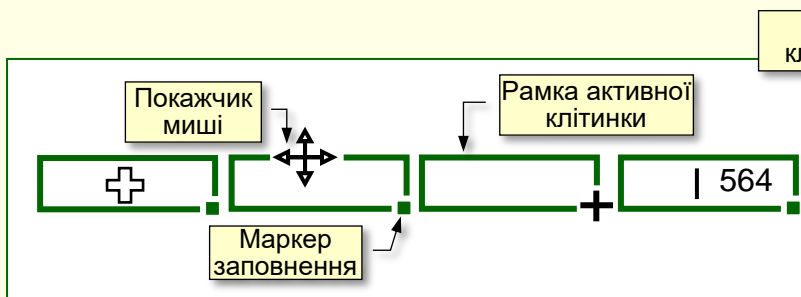 Покажчик
миші
Рамка активної
клітинки
564
Маркер
заповнення